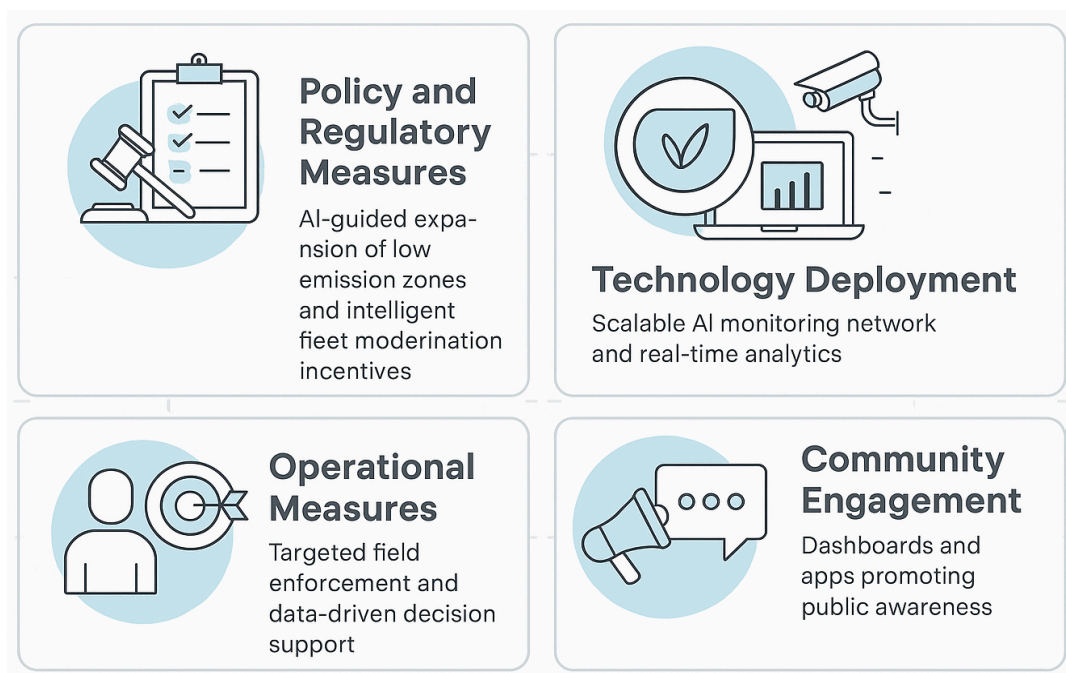 Policy and
Regulatory
Measures
AI-guided expa-
nsion of low
emission zones
and intelligent
fieet moderination
incentives
Technology Deployment
Scalable AI monitoring network
and real-time analytics
Operational
Measures
Targeted field
enforcement and
data-driven decision
support
Community
Engagement
Dashboards and
apps promoting
public awareness